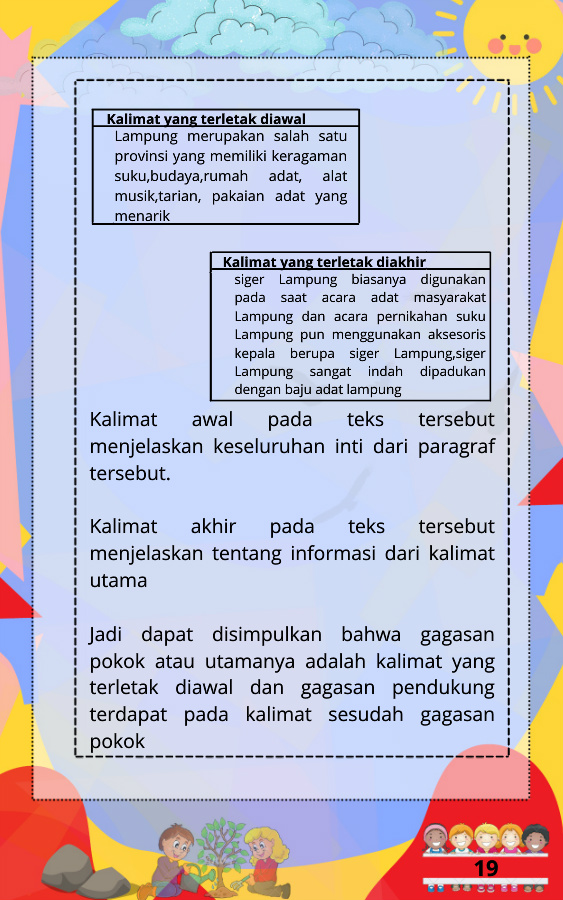 Kalimat yang terletak diawal
Lampung merupakan salah satu
provinsi yang memiliki keragaman
suku,budaya,rumah adat, alat
musik,tarian, pakaian adat yang
menarik
Kalimat yang terletak diakhir
siger Lampung biasanya digunakan
pada saat acara adat masyarakat
Lampung dan acara pernikahan suku
Lampung pun menggunakan aksesoris
kepala berupa siger Lampung,siger
Lampung sangat indah dipadukan
dengan baju adat lampung
Kalimat awal pada teks tersebut
menjelaskan keseluruhan inti dari paragraf
tersebut.
Kalimat akhir pada teks tersebut
menjelaskan tentang informasi dari kalimat
utama
Jadi dapat disimpulkan bahwa gagasan
pokok atau utamanya adalah kalimat yang
terletak diawal dan gagasan pendukung
terdapat pada kalimat sesudah gagasan
pokok
19